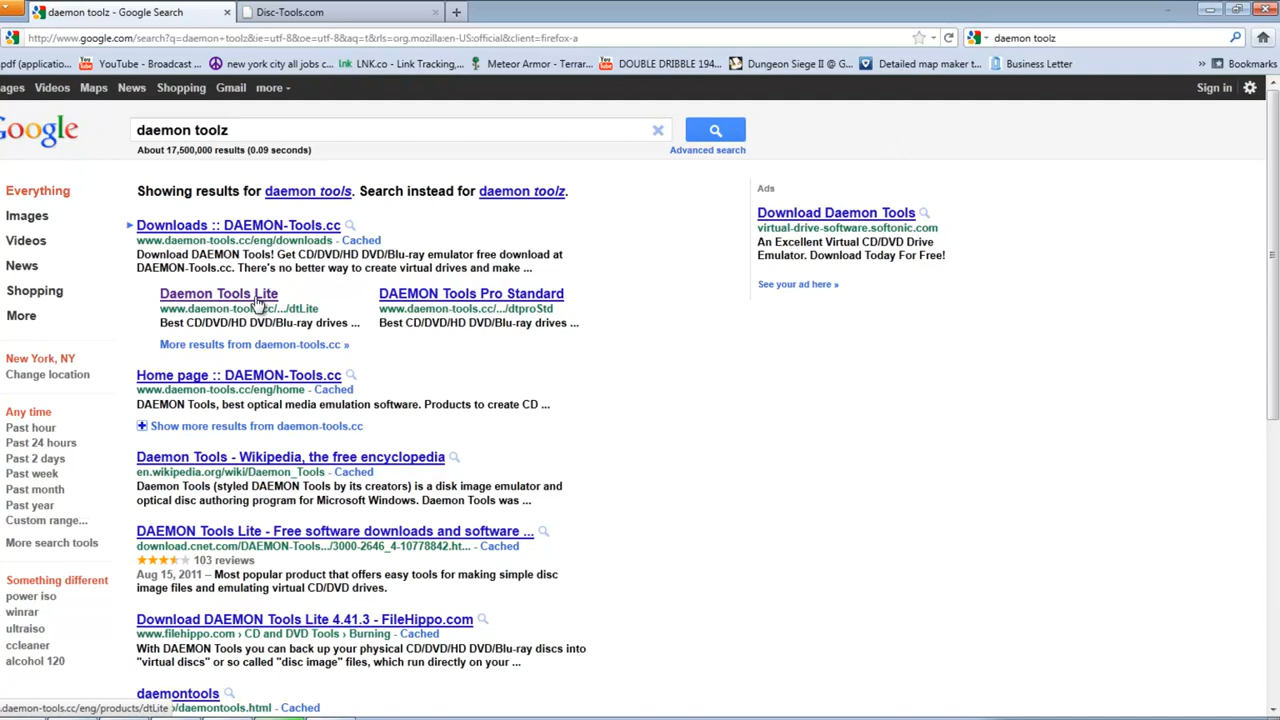 daemon toolz - Google Search
Disc-Tools.com
http://www.google.com/search?q=daemon+toolz&ie=utf-8&oe=utf-8&aq=t&rls=org.mozilla:en-US:official&client=firefox-a
daemon toolz
pdf (applicatio...
YouTube - Broadcast ...
new york city all jobs c...
LNK.co - Link Tracking,...
Meteor Armor - Terrar...
DOUBLE DRIBBLE 194...
Dungeon Siege II @ G...
Detailed map maker t...
Business Letter
»
Bookmarks
ages
Videos
Maps
News
Shopping
Gmail
more
Sign in
Google
daemon toolz
About 17,500,000 results (0.09 seconds)
Advanced search
Everything
Images
Videos
News
Shopping
More
New York, NY
Change location
Any time
Past hour
Past 24 hours
Past 2 days
Past week
Past month
Past year
Custom range...
More search tools
Something different
power iso
winrar
ultraiso
ccleaner
alcohol 120
Showing results for daemon tools. Search instead for daemon toolz.
Downloads :: DAEMON-Tools.cc
www.daemon-tools.cc/eng/downloads - Cached
Download DAEMON Tools! Get CD/DVD/HD DVD/Blu-ray emulator free download at
DAEMON-Tools.cc. There's no better way to create virtual drives and make ...
Daemon Tools Lite
www.daemon-tools.cc/.../dtLite
Best CD/DVD/HD DVD/Blu-ray drives ...
DAEMON Tools Pro Standard
www.daemon-tools.cc/.../dtproStd
Best CD/DVD/HD DVD/Blu-ray drives ...
More results from daemon-tools.cc »
Home page :: DAEMON-Tools.cc
www.daemon-tools.cc/eng/home - Cached
DAEMON Tools, best optical media emulation software. Products to create CD ...
Show more results from daemon-tools.cc
Daemon Tools - Wikipedia, the free encyclopedia
en.wikipedia.org/wiki/Daemon_Tools - Cached
Daemon Tools (styled DAEMON Tools by its creators) is a disk image emulator and
optical disc authoring program for Microsoft Windows. Daemon Tools was ...
DAEMON Tools Lite - Free software downloads and software ...
download.cnet.com/DAEMON-Tools.../3000-2646_4-10778842.ht... - Cached
103 reviews
Aug 15, 2011 – Most popular product that offers easy tools for making simple disc
image files and emulating virtual CD/DVD drives.
Download DAEMON Tools Lite 4.41.3 - FileHippo.com
www.filehippo.com › CD and DVD Tools › Burning - Cached
With DAEMON Tools you can back up your physical CD/DVD/HD DVD/Blu-ray discs into
"virtual discs" or so called "disc image" files, which run directly on your ...
daemontools
/daemontools.html - Cached
Ads
Download Daemon Tools
virtual-drive-software.softonic.com
An Excellent Virtual CD/DVD Drive
Emulator. Download Today For Free!
See your ad here »
.daemon-tools.cc/eng/products/dtLite